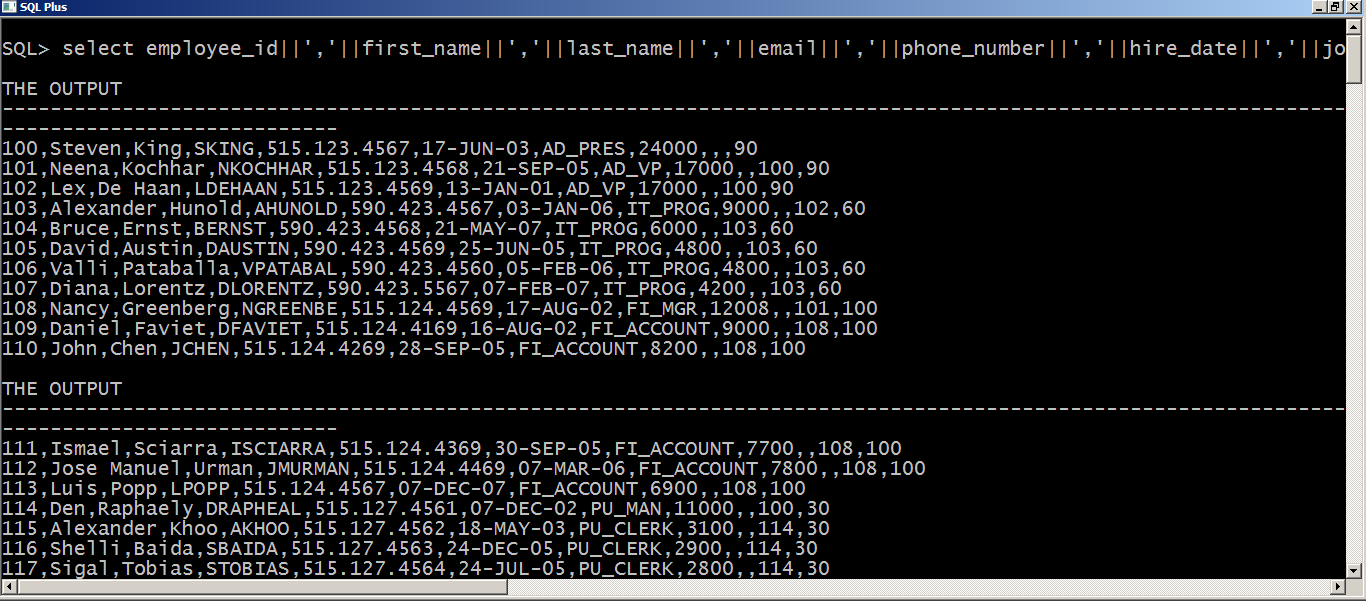 SQL Plus
SQL> select employee_id||','||first_name||','||last_name||','||email||','||phone_number||','||hire_date||','||jo
THE OUTPUT
----------------------------------------------------------------------------------------------------------------
----------------------------
100,Steven,King,SKING,515.123.4567,17-JUN-03,AD_PRES,24000,,,90
101,Neena,Kochhar,NKOCHHAR,515.123.4568,21-SEP-05,AD_VP,17000,,100,90
102,Lex,De Haan,LDEHAAN,515.123.4569,13-JAN-01,AD_VP,17000,,100,90
103,Alexander,Hunold,AHUNOLD,590.423.4567,03-JAN-06,IT_PROG,9000,,102,60
104,Bruce,Ernst,BERNST,590.423.4568,21-MAY-07,IT_PROG,6000,,103,60
105,David,Austin,DAUSTIN,590.423.4569,25-JUN-05,IT_PROG,4800,,103,60
106,Valli,Pataballa,VPATABAL,590.423.4560,05-FEB-06,IT_PROG,4800,,103,60
107,Diana,Lorentz,DLORENTZ,590.423.5567,07-FEB-07,IT_PROG,4200,,103,60
108,Nancy,Greenberg,NGREENBE,515.124.4569,17-AUG-02,FI_MGR,12008,,101,100
109,Daniel,Faviet,DFAVIET,515.124.4169,16-AUG-02,FI_ACCOUNT,9000,,108,100
110,John,Chen,JCHEN,515.124.4269,28-SEP-05,FI_ACCOUNT,8200,,108,100
THE OUTPUT
----------------------------------------------------------------------------------------------------------------
----------------------------
111,Ismael,Sciarra,ISCIARRA,515.124.4369,30-SEP-05,FI_ACCOUNT,7700,,108,100
112,Jose Manuel,Urman,JMURMAN,515.124.4469,07-MAR-06,FI_ACCOUNT,7800,,108,100
113,Luis,Popp,LPOPP,515.124.4567,07-DEC-07,FI_ACCOUNT,6900,,108,100
114,Den,Raphaely,DRAPHEAL,515.127.4561,07-DEC-02,PU_MAN,11000,,100,30
115,Alexander,Khoo,AKHOO,515.127.4562,18-MAY-03,PU_CLERK,3100,,114,30
116,Shelli,Baida,SBAIDA,515.127.4563,24-DEC-05,PU_CLERK,2900,,114,30
117,Sigal,Tobias,STOBIAS,515.127.4564,24-JUL-05,PU_CLERK,2800,,114,30